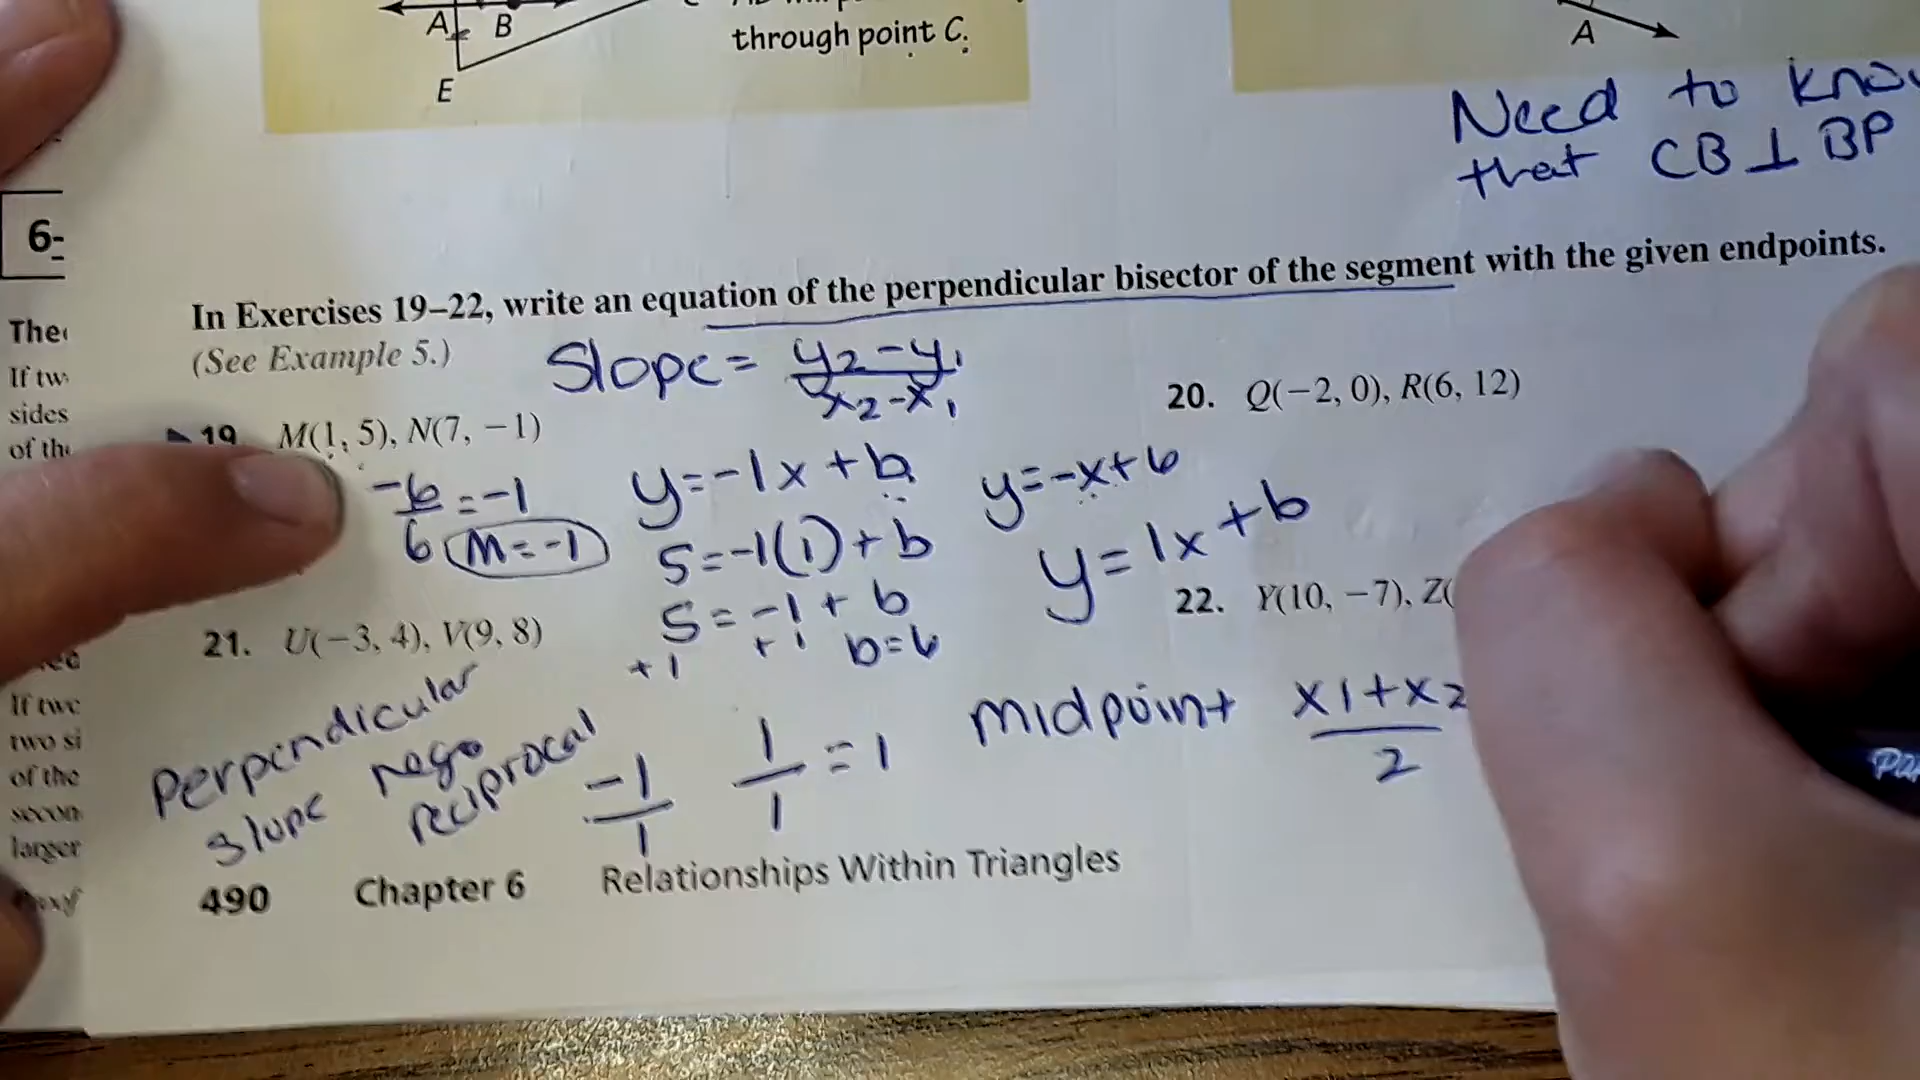 A B
through point C.
E
A
Need to know
that CB ⊥ BP
6-
In Exercises 19–22, write an equation of the perpendicular bisector of the segment with the given endpoints.
(See Example 5.)
Slope = y2-y1
x2-x1
19. M(1, 5), N(7, −1)
20. Q(−2, 0), R(6, 12)
-6 = -1
6
m=-1
y=-1x+b
5=-1(1)+b
5=-1+b
+1 +1 b=6
y=-x+6
y=1x+b
21. U(−3, 4), V(9, 8)
22. Y(10, −7), Z(
Perpendicular
slope
reciprocal
-1
1
1 = 1
1
midpoint x1+x2
2
If tw
sides
of the
If two
two si
of the
secon
larger
490 Chapter 6 Relationships Within Triangles